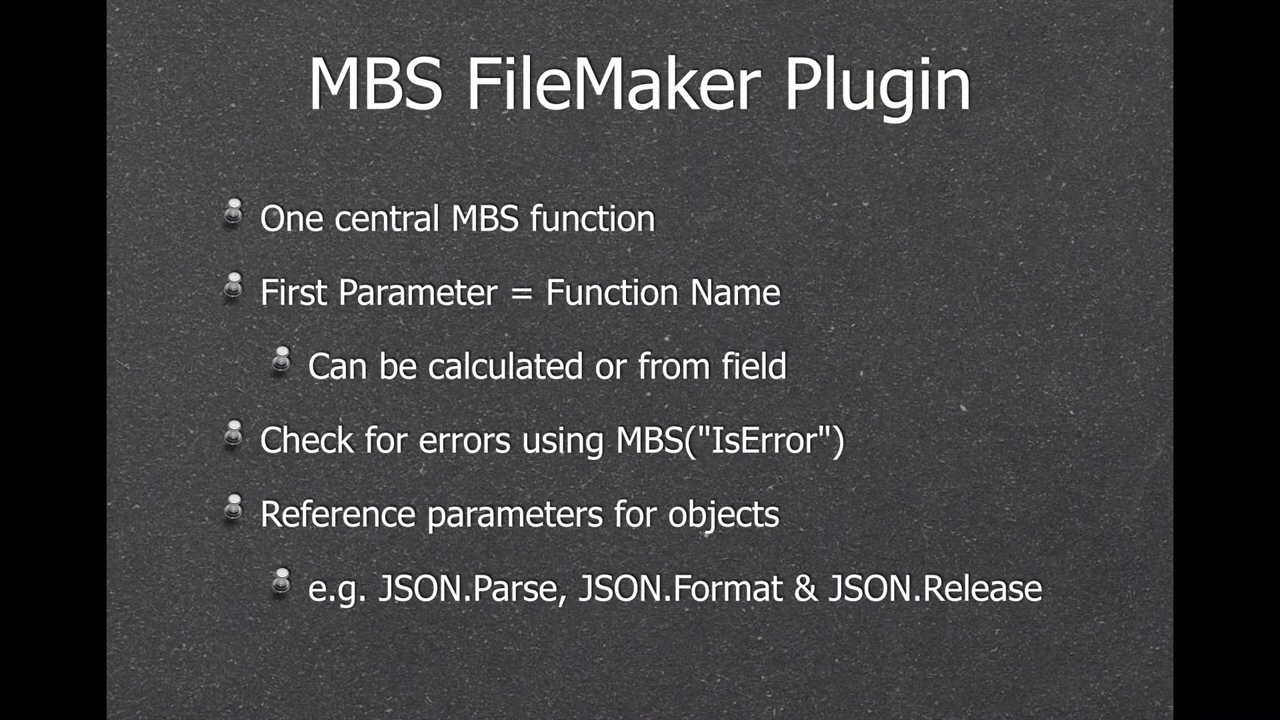 MBS FileMaker Plugin
One central MBS function
First Parameter = Function Name
Can be calculated or from field
Check for errors using MBS("IsError")
Reference parameters for objects
e.g. JSON.Parse, JSON.Format & JSON.Release